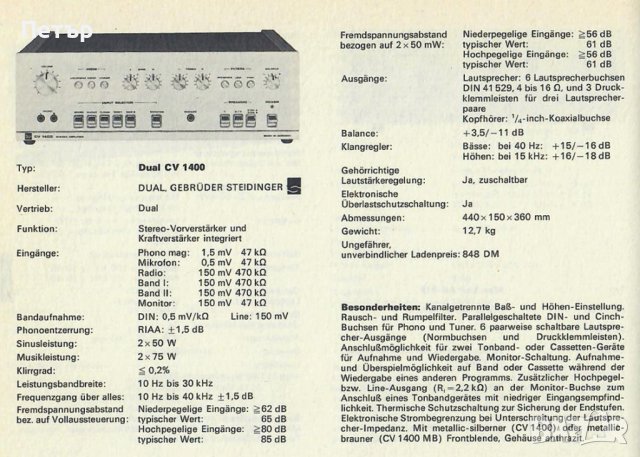 Петър
CV 1400
Typ: Dual CV 1400
Hersteller: DUAL, GEBRÜDER STEIDINGER
Vertrieb: Dual
Funktion: Stereo-Vorverstärker und
Kraftverstärker integriert
Eingänge: Phono mag: 1,5 mV 47 kΩ
Mikrofon: 0,5 mV 47 kΩ
Radio: 150 mV 470 kΩ
Band I: 150 mV 470 kΩ
Band II: 150 mV 470 kΩ
Monitor: 150 mV 470 kΩ
Bandaufnahme: DIN: 0,5 mV/kΩ Line: 150 mV
Phonoentzerrung: RIAA: ±1,5 dB
Sinusleistung: 2×50 W
Musikleistung: 2×75 W
Klirrgrad: ≦ 0,2%
Leistungsbandbreite: 10 Hz bis 30 kHz
Frequenzgang über alles: 10 Hz bis 40 kHz ±1,5 dB
Fremdspannungsabstand Niederpegelige Eingänge: ≧62 dB
bez. auf Vollaussteuerung: typischer Wert: 65 dB
Hochpegelige Eingänge: ≧80 dB
typischer Wert: 85 dB
Fremdspannungsabstand Niederpegelige Eingänge: ≧56 dB
bezogen auf 2×50 mW: typischer Wert: 61 dB
Hochpegelige Eingänge: ≧56 dB
typischer Wert: 61 dB
Ausgänge: Lautsprecher: 6 Lautsprecherbuchsen
DIN 41 529, 4 bis 16 Ω, und 3 Druck-
klemmleisten für drei Lautsprecher-
paare
Kopfhörer: ¼-inch-Koaxialbuchse
Balance: +3,5/−11 dB
Klangregler: Bässe: bei 40 Hz: +15/−16 dB
Höhen: bei 15 kHz: +16/−18 dB
Gehörrichtige
Lautstärkeregelung: Ja, zuschaltbar
Elektronische
Überlastschutzschaltung: Ja
Abmessungen: 440×150×360 mm
Gewicht: 12,7 kg
Ungefährer,
unverbindlicher Ladenpreis: 848 DM
Besonderheiten: Kanalgetrennte Baß- und Höhen-Einstellung.
Rausch- und Rumpelfilter. Parallelgeschaltete DIN- und Cinch-
Buchsen für Phono und Tuner. 6 paarweise schaltbare Lautspre-
cher-Ausgänge (Normbuchsen und Druckklemmleisten).
Anschlußmöglichkeit für zwei Tonband- oder Cassetten-Geräte
für Aufnahme und Wiedergabe. Monitor-Schaltung. Aufnahme-
und Überspielmöglichkeit auf Band oder Cassette während der
Wiedergabe eines anderen Programms. Zusätzlicher Hochpegel-
bzw. Line-Ausgang (Rᵢ=2,2 kΩ) an der Monitor-Buchse zum
Anschluß eines Tonbandgerätes mit niedriger Eingangsempfind-
lichkeit. Thermische Schutzschaltung zur Sicherung der Endstufen.
Elektronische Strombegrenzung bei Unterschreitung der Lautspre-
cher-Impedanz. Mit metallic-silberner (CV 1400) oder metallic-
brauner (CV 1400 MB) Frontblende, Gehäuse anthrazit.